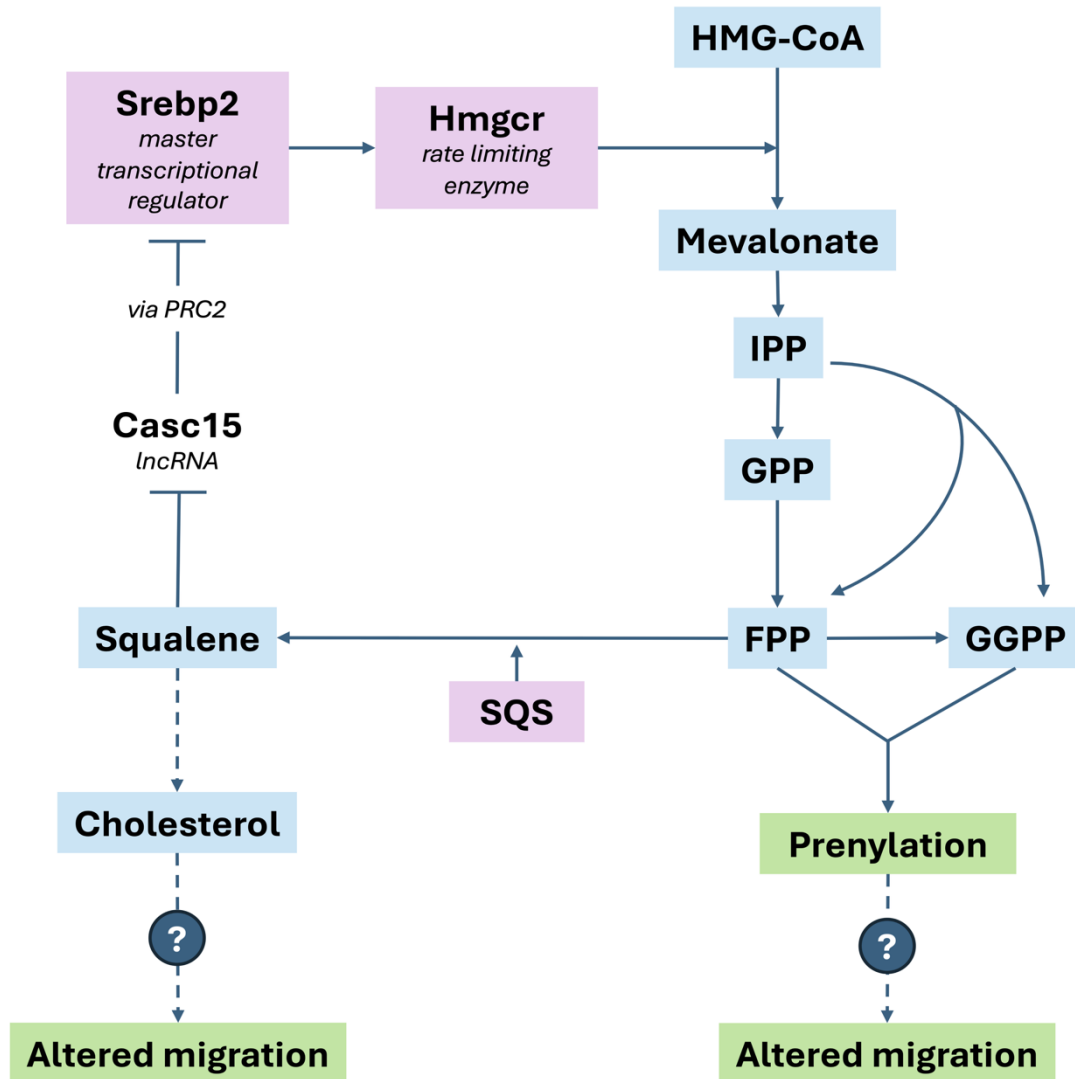 HMG-CoA
Srebp2
master
transcriptional
regulator
Hmgcr
rate limiting
enzyme
Mevalonate
via PRC2
IPP
Casc15
lncRNA
GPP
Squalene
FPP
GGPP
SQS
Cholesterol
Prenylation
?
?
Altered migration
Altered migration